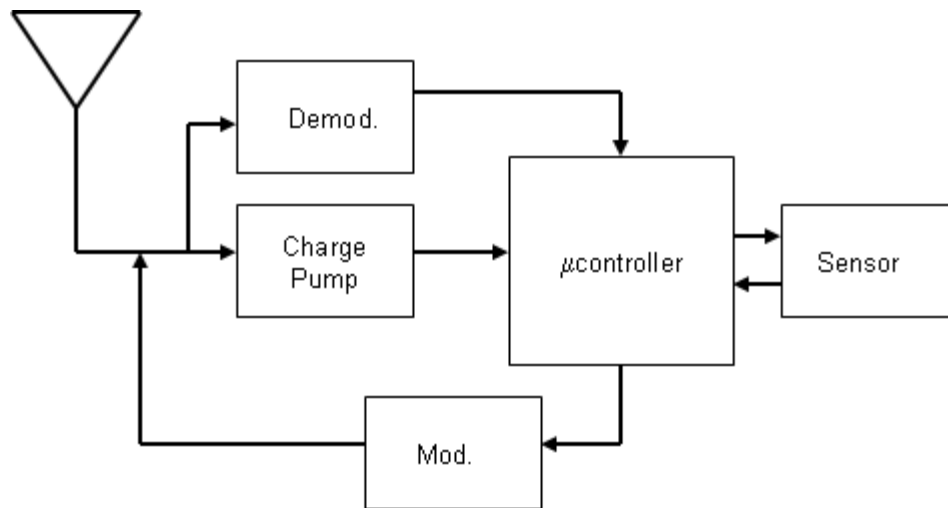 Demod.
Charge
Pump
μcontroller
Sensor
Mod.